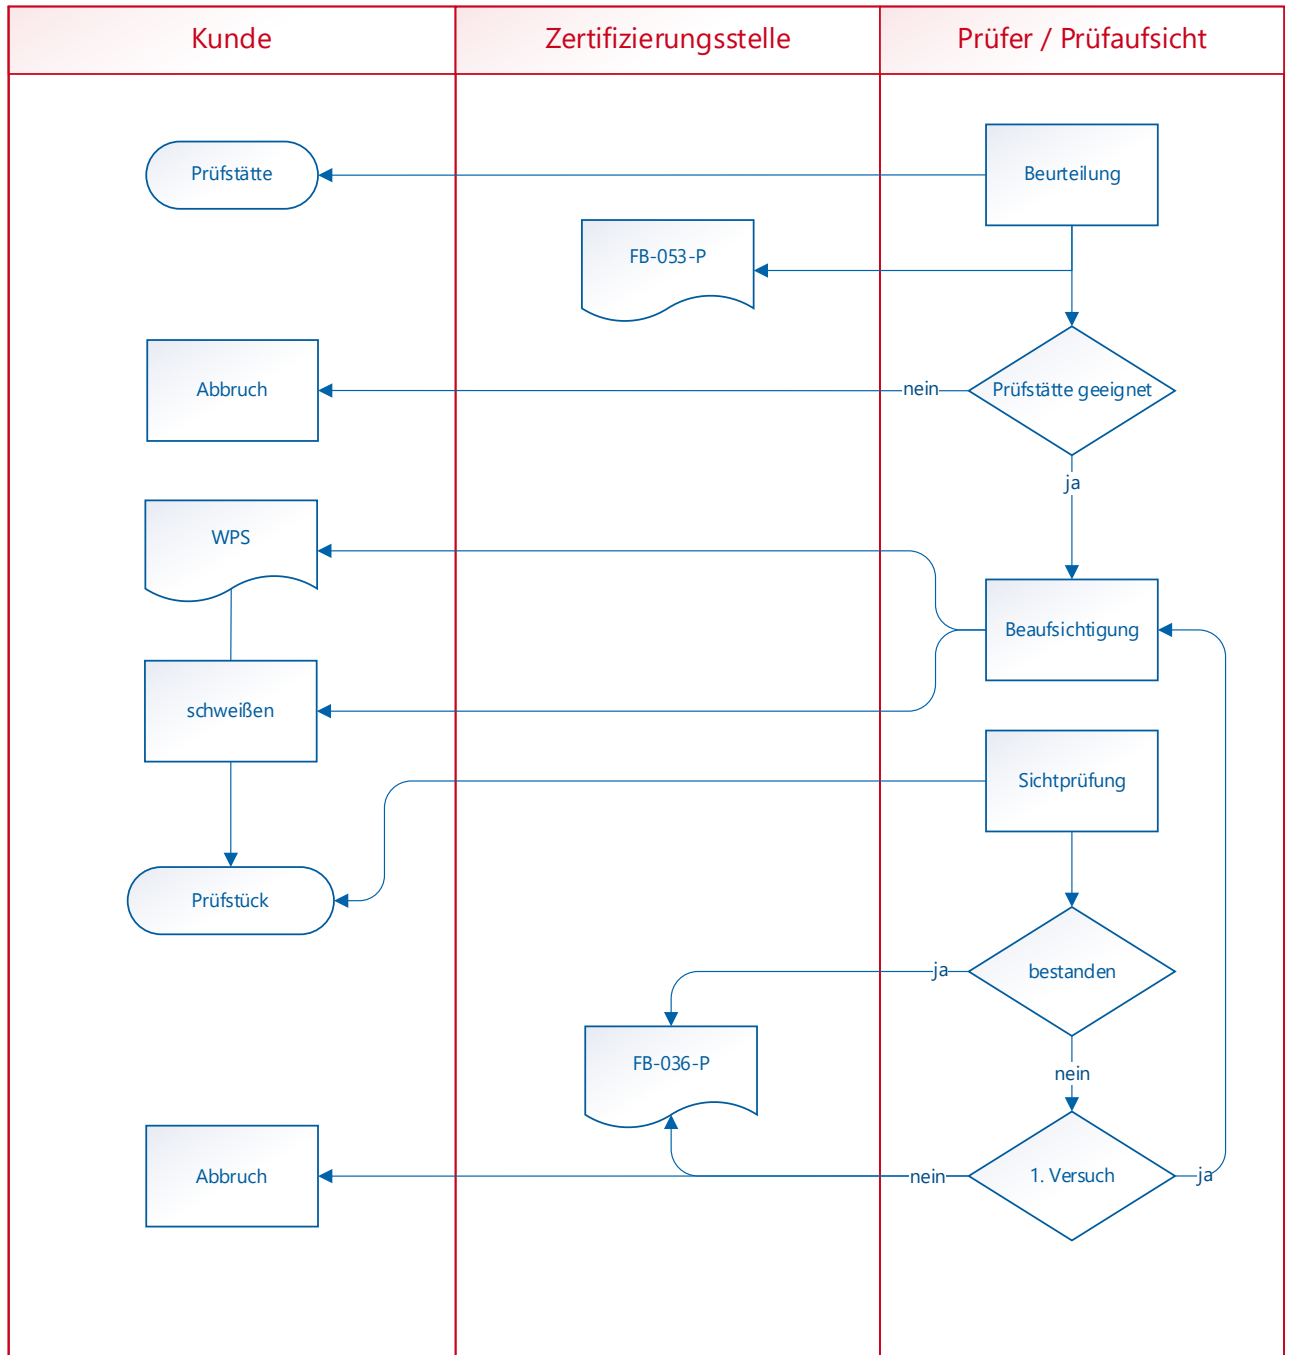 Kunde
Zertifizierungsstelle
Prüfer / Prüfaufsicht
Prüfstätte
Beurteilung
FB-053-P
Abbruch
nein
Prüfstätte geeignet
ja
WPS
Beaufsichtigung
schweißen
Sichtprüfung
Prüfstück
ja
bestanden
FB-036-P
nein
Abbruch
nein
1. Versuch
ja